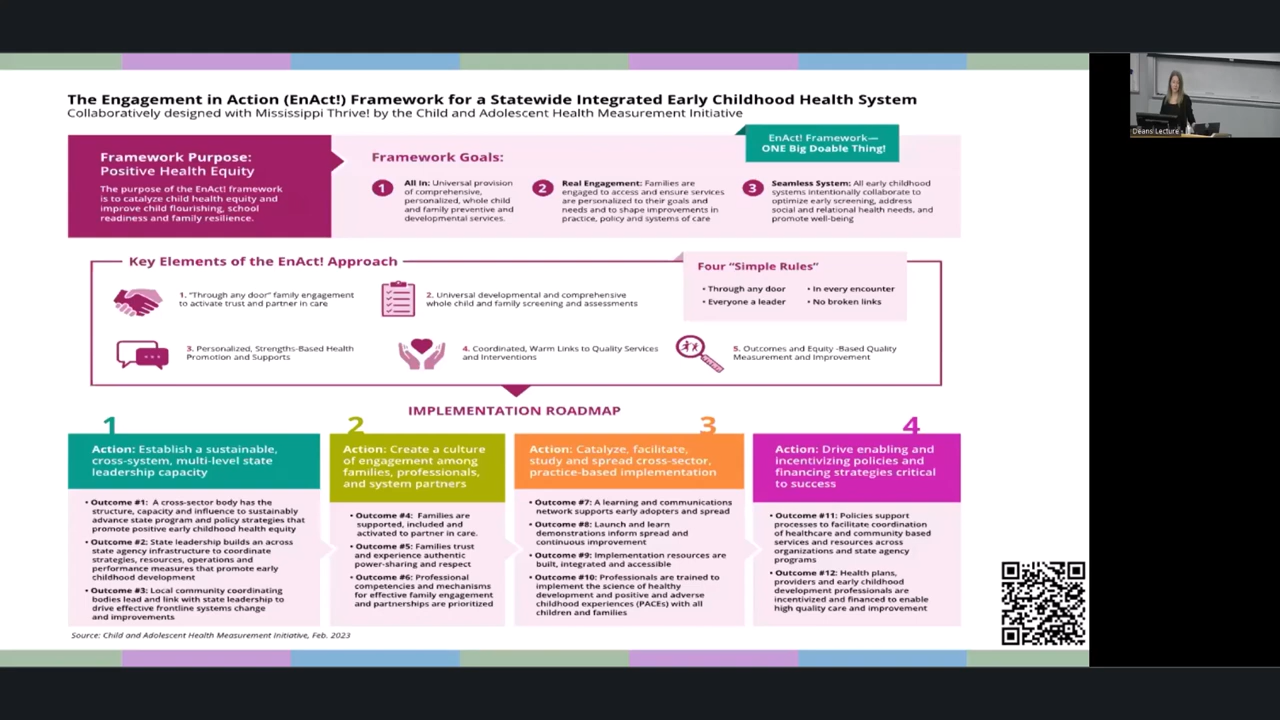 The Engagement in Action (EnAct!) Framework for a Statewide Integrated Early Childhood Health System
Collaboratively designed with Mississippi Thrive! by the Child and Adolescent Health Measurement Initiative
EnAct! Framework—
ONE Big Doable Thing!
Framework Purpose:
Positive Health Equity
The purpose of the EnAct! framework
is to catalyze child health equity and
improve child flourishing, school
readiness and family resilience.
Framework Goals:
1
All In: Universal provision
of comprehensive,
personalized, whole child
and family preventive and
developmental services.
2
Real Engagement: Families are
engaged to access and ensure services
are personalized to their goals and
needs and to shape improvements in
practice, policy and systems of care
3
Seamless System: All early childhood
systems intentionally collaborate to
optimize early screening, address
social and relational health needs, and
promote well-being
Key Elements of the EnAct! Approach
Four "Simple Rules"
• Through any door
• In every encounter
• Everyone a leader
• No broken links
1. "Through any door" family engagement
to activate trust and partner in care
2. Universal developmental and comprehensive
whole child and family screening and assessments
3. Personalized, Strengths-Based Health
Promotion and Supports
4. Coordinated, Warm Links to Quality Services
and Interventions
5. Outcomes and Equity -Based Quality
Measurement and Improvement
IMPLEMENTATION ROADMAP
1
Action: Establish a sustainable,
cross-system, multi-level state
leadership capacity
• Outcome #1: A cross-sector body has the
structure, capacity and influence to sustainably
advance state program and policy strategies that
promote positive early childhood health equity
• Outcome #2: State leadership builds an across
state agency infrastructure to coordinate
strategies, resources, operations and
performance measures that promote early
childhood development
• Outcome #3: Local community coordinating
bodies lead and link with state leadership to
drive effective frontline systems change
and improvements
2
Action: Create a culture
of engagement among
families, professionals,
and system partners
• Outcome #4: Families are
supported, included and
activated to partner in care.
• Outcome #5: Families trust
and experience authentic
power-sharing and respect
• Outcome #6: Professional
competencies and mechanisms
for effective family engagement
and partnerships are prioritized
3
Action: Catalyze, facilitate,
study and spread cross-sector,
practice-based implementation
• Outcome #7: A learning and communications
network supports early adopters and spread
• Outcome #8: Launch and learn
demonstrations inform spread and
continuous improvement
• Outcome #9: Implementation resources are
built, integrated and accessible
• Outcome #10: Professionals are trained to
implement the science of healthy
development and positive and adverse
childhood experiences (PACEs) with all
children and families
4
Action: Drive enabling and
incentivizing policies and
financing strategies critical
to success
• Outcome #11: Policies support
processes to facilitate coordination
of healthcare and community based
services and resources across
organizations and state agency
programs
• Outcome #12: Health plans,
providers and early childhood
development professionals are
incentivized and financed to enable
high quality care and improvement
Source: Child and Adolescent Health Measurement Initiative, Feb. 2023
Deans Lecture -